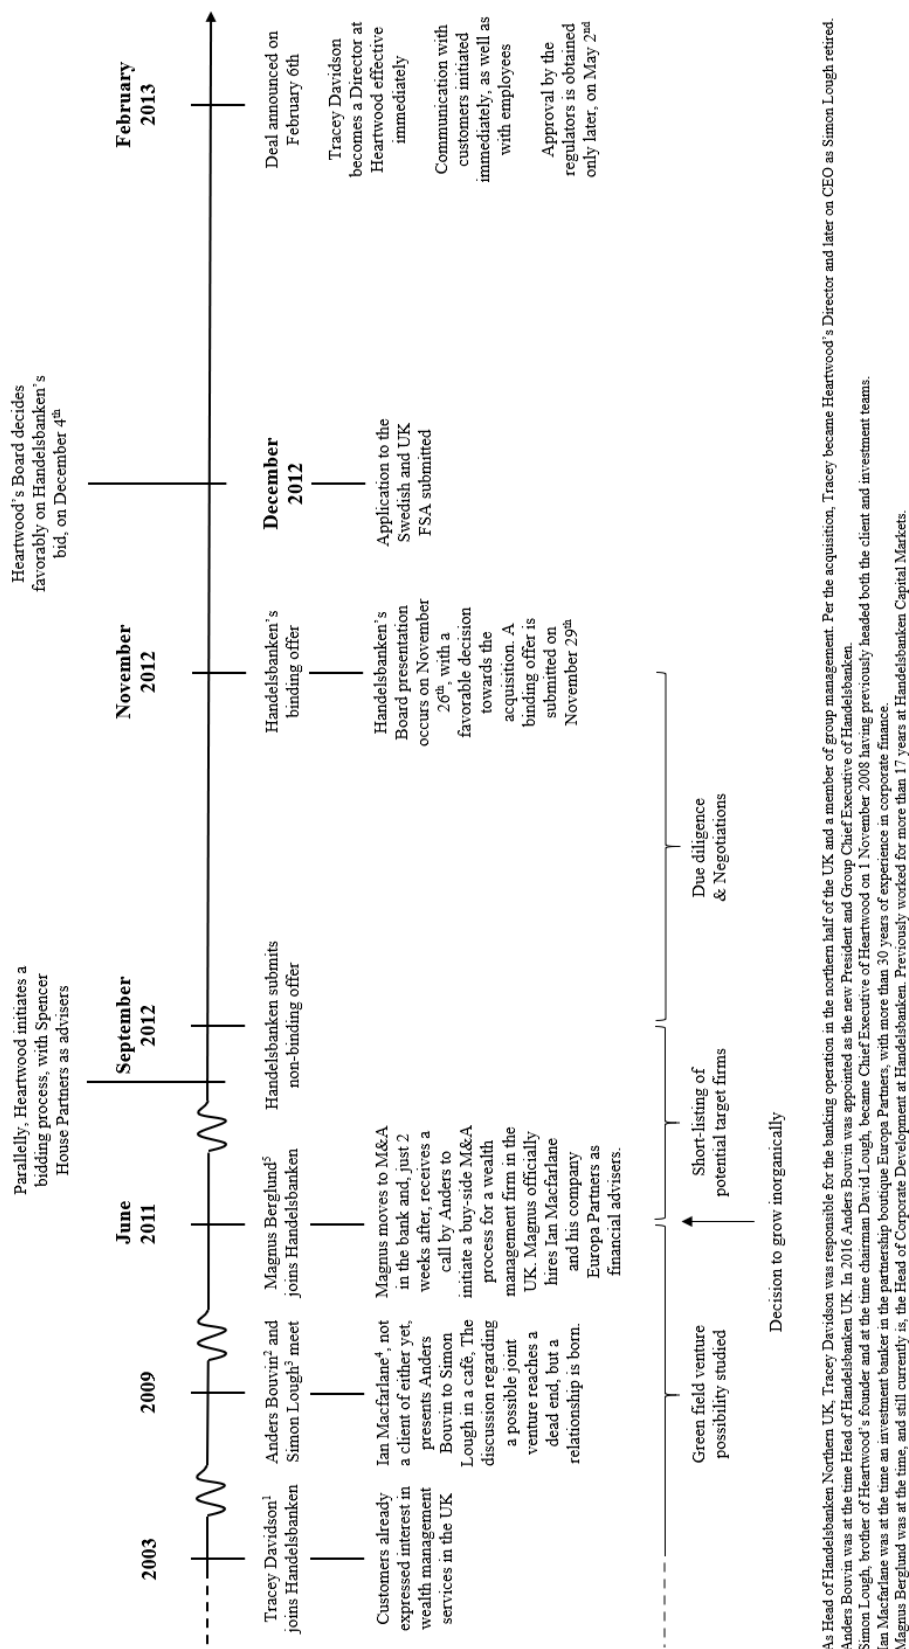 Parallelly, Heartwood initiates a
bidding process, with Spencer
House Partners as advisers
Heartwood's Board decides
favorably on Handelsbanken's
bid, on December 4th
2003
2009
June
2011
September
2012
November
2012
February
2013
Tracey Davidson1
joins Handelsbanken
Customers already
expressed interest in
wealth management
services in the UK
Anders Bouvin2 and
Simon Lough3 meet
Ian Macfarlane4, not
a client of either yet,
presents Anders
Bouvin to Simon
Lough in a café, The
discussion regarding
a possible joint
venture reaches a
dead end, but a
relationship is born.
Magnus Berglund5
joins Handelsbanken
Magnus moves to M&A
in the bank and, just 2
weeks after, receives a
call by Anders to
initiate a buy-side M&A
process for a wealth
management firm in the
UK. Magnus officially
hires Ian Macfarlane
and his company
Europa Partners as
financial advisers.
Handelsbanken submits
non-binding offer
Handelsbanken's
binding offer
Handelsbanken's
Board presentation
occurs on November
26th, with a
favorable decision
towards the
acquisition. A
binding offer is
submitted on
November 29th
December
2012
Application to the
Swedish and UK
FSA submitted
Deal announced on
February 6th
Tracey Davidson
becomes a Director at
Heartwood effective
immediately
Communication with
customers initiated
immediately, as well as
with employees
Approval by the
regulators is obtained
only later, on May 2nd
Green field venture
possibility studied
Short-listing of
potential target firms
Due diligence
& Negotiations
Decision to grow inorganically
As Head of Handelsbanken Northern UK, Tracey Davidson was responsible for the banking operation in the northern half of the UK and a member of group management. Per the acquisition, Tracey became Heartwood's Director and later on CEO as Simon Lough retired.
Anders Bouvin was at the time Head of Handelsbanken UK. In 2016 Anders Bouvin was appointed as the new President and Group Chief Executive of Handelsbanken.
Simon Lough, brother of Heartwood's founder and at the time chairman David Lough, became Chief Executive of Heartwood on 1 November 2008 having previously headed both the client and investment teams.
Ian Macfarlane was at the time an investment banker in the partnership boutique Europa Partners, with more than 30 years of experience in corporate finance.
Magnus Berglund was at the time, and still currently is, the Head of Corporate Development at Handelsbanken. Previously worked for more than 17 years at Handelsbanken Capital Markets.